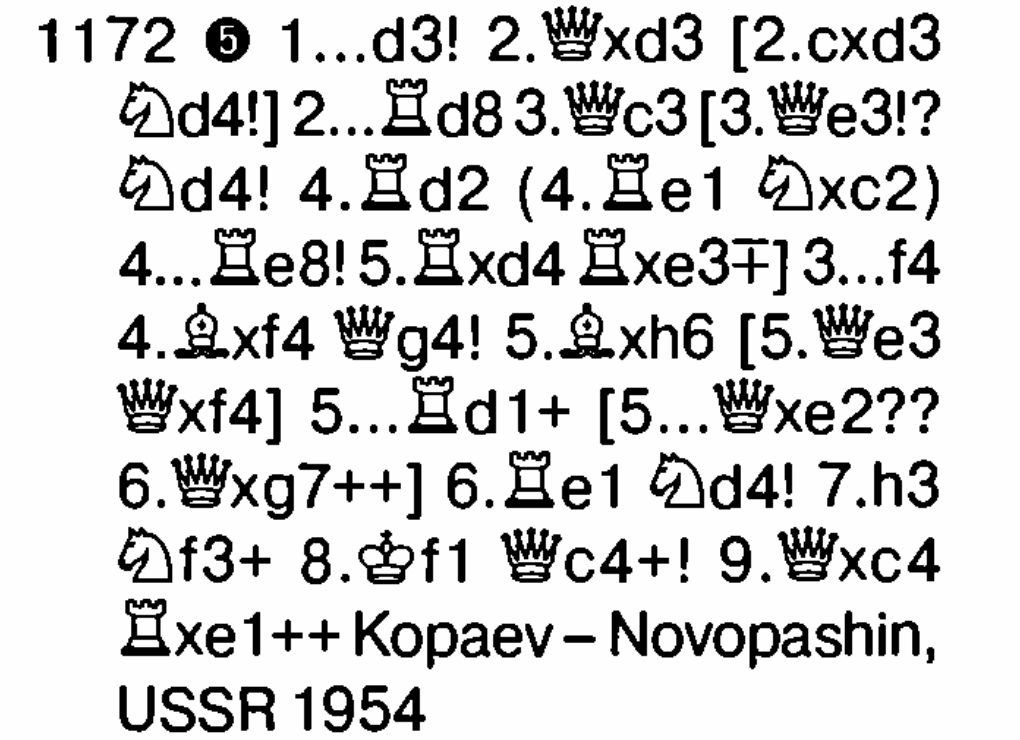 1172 ❺ 1...d3! 2.♕xd3 [2.cxd3
♘d4!] 2...♖d8 3.♕c3 [3.♕e3!?
♘d4! 4.♖d2 (4.♖e1 ♘xc2)
4...♖e8! 5.♖xd4 ♖xe3∓] 3...f4
4.♗xf4 ♕g4! 5.♗xh6 [5.♕e3
♕xf4] 5...♖d1+ [5...♕xe2??
6.♕xg7++] 6.♖e1 ♘d4! 7.h3
♘f3+ 8.♔f1 ♕c4+! 9.♕xc4
♖xe1++ Kopaev – Novopashin,
USSR 1954